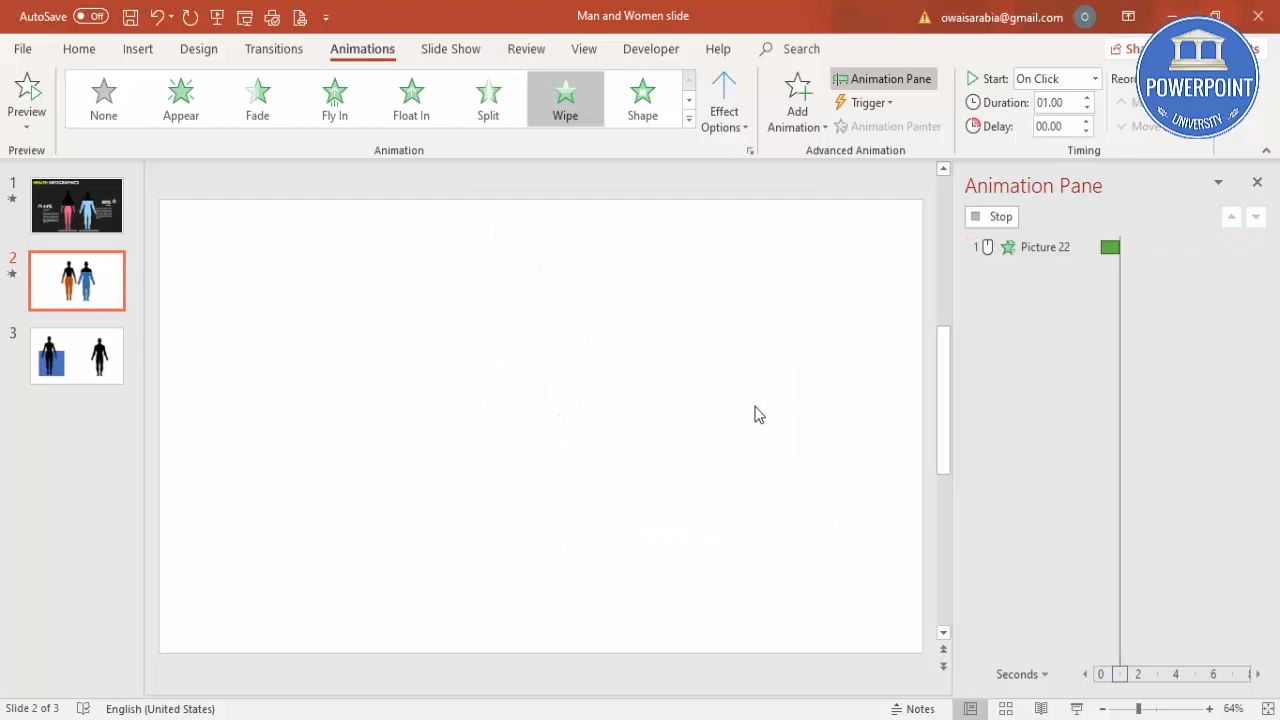 AutoSave Off Man and Women slide owaisarabia@gmail.com
File Home Insert Design Transitions Animations Slide Show Review View Developer Help Search
Preview None Appear Fade Fly In Float In Split Wipe Shape Effect Options Add Animation Animation Pane Trigger Animation Painter
Start: On Click
Duration: 01.00
Delay: 00.00
Preview Animation Advanced Animation Timing
POWERPOINT
UNIVERSITY
1
HEALTH INFOGRAPHICS
2
3
Animation Pane
Stop
1 Picture 22
Seconds 0 2 4 6
Slide 2 of 3 English (United States) Notes 64%